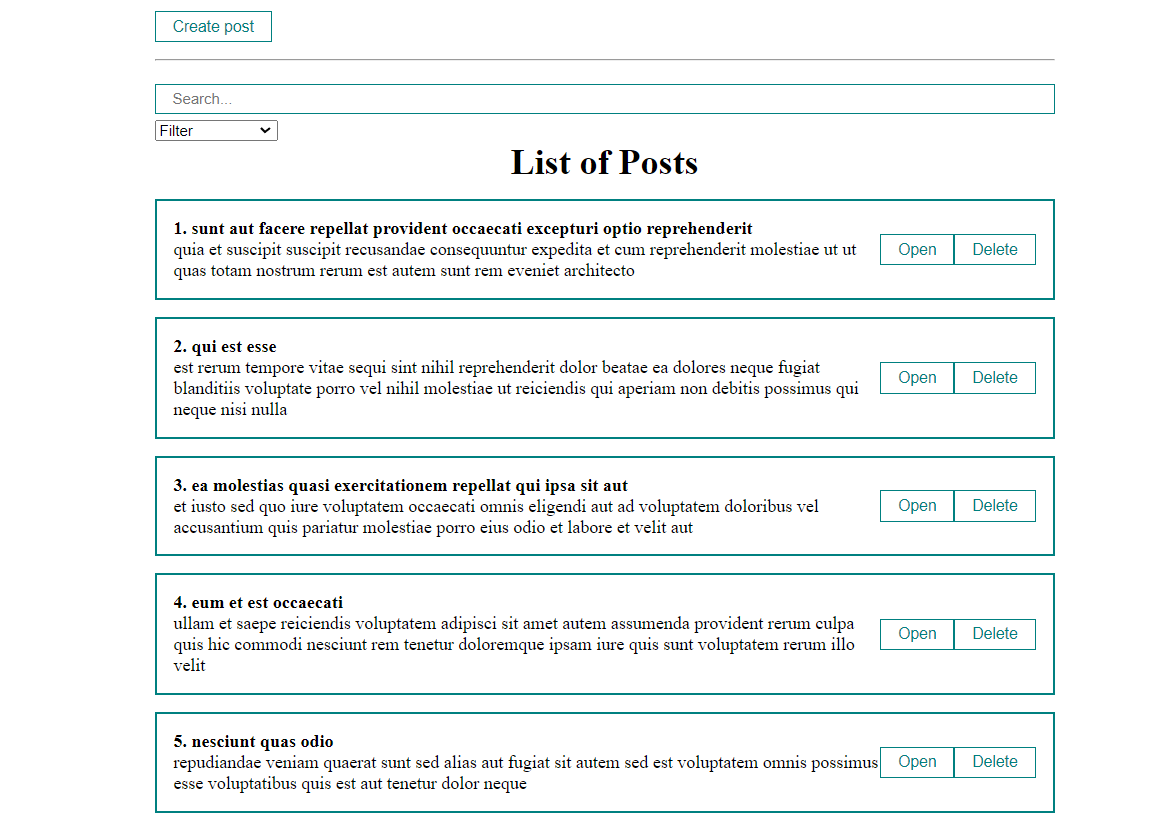 Create post
Search...
Filter
List of Posts
1. sunt aut facere repellat provident occaecati excepturi optio reprehenderit
quia et suscipit suscipit recusandae consequuntur expedita et cum reprehenderit molestiae ut ut
quas totam nostrum rerum est autem sunt rem eveniet architecto
Open
Delete
2. qui est esse
est rerum tempore vitae sequi sint nihil reprehenderit dolor beatae ea dolores neque fugiat
blanditiis voluptate porro vel nihil molestiae ut reiciendis qui aperiam non debitis possimus qui
neque nisi nulla
Open
Delete
3. ea molestias quasi exercitationem repellat qui ipsa sit aut
et iusto sed quo iure voluptatem occaecati omnis eligendi aut ad voluptatem doloribus vel
accusantium quis pariatur molestiae porro eius odio et labore et velit aut
Open
Delete
4. eum et est occaecati
ullam et saepe reiciendis voluptatem adipisci sit amet autem assumenda provident rerum culpa
quis hic commodi nesciunt rem tenetur doloremque ipsam iure quis sunt voluptatem rerum illo
velit
Open
Delete
5. nesciunt quas odio
repudiandae veniam quaerat sunt sed alias aut fugiat sit autem sed est voluptatem omnis possimus
esse voluptatibus quis est aut tenetur dolor neque
Open
Delete